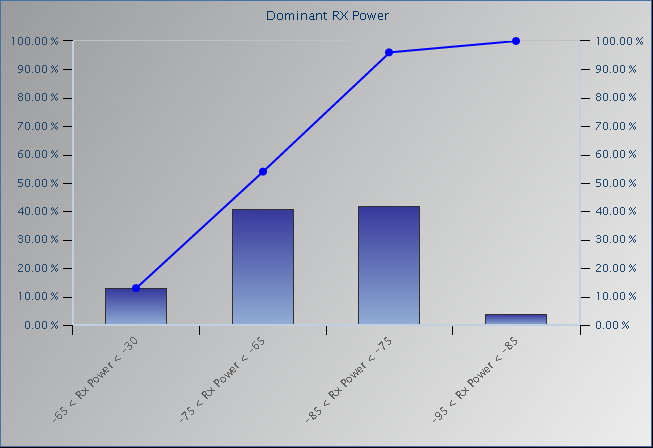 Dominant RX Power
100.00 % 100.00 %
90.00 % 90.00 %
80.00 % 80.00 %
70.00 % 70.00 %
60.00 % 60.00 %
50.00 % 50.00 %
40.00 % 40.00 %
30.00 % 30.00 %
20.00 % 20.00 %
10.00 % 10.00 %
0.00 % 0.00 %
-65 < Rx Power < -30
-75 < Rx Power < -65
-85 < Rx Power < -75
-95 < Rx Power < -85